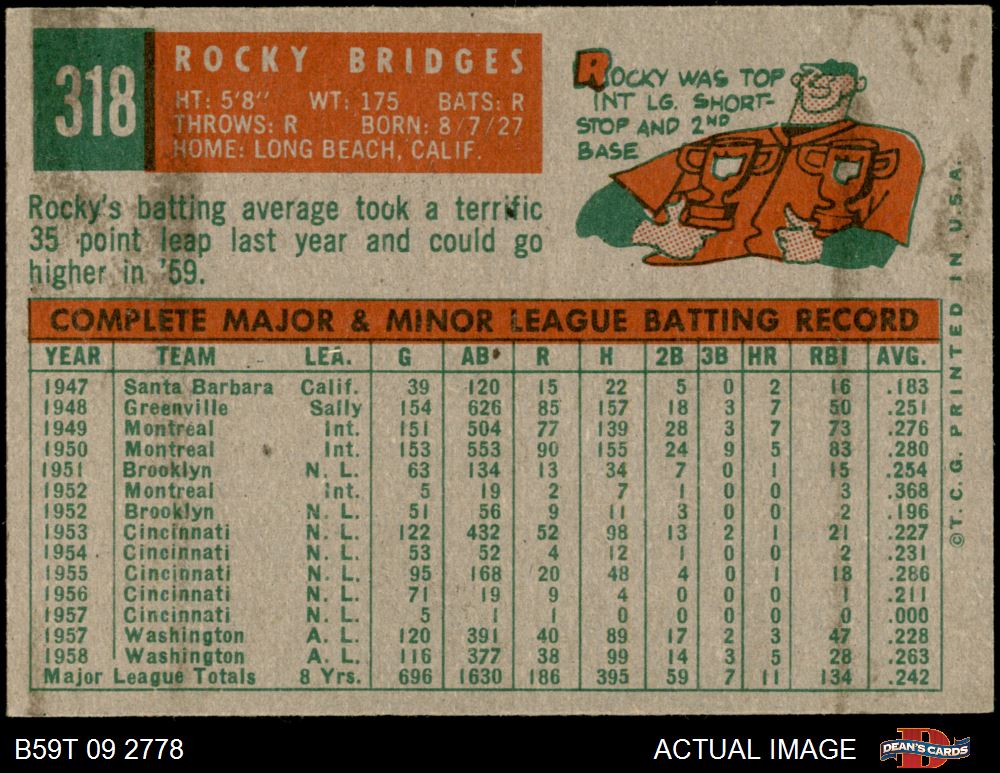 318
ROCKY BRIDGES
HT: 5'8" WT: 175 BATS: R
THROWS: R BORN: 8/7/27
HOME: LONG BEACH, CALIF.
ROCKY WAS TOP
INT LG. SHORT-
STOP AND 2ND
BASE
Rocky's batting average took a terrific
35 point leap last year and could go
higher in '59.
COMPLETE MAJOR & MINOR LEAGUE BATTING RECORD
YEAR TEAM LEA. G AB R H 2B 3B HR RBI AVG.
1947 Santa Barbara Calif. 39 120 15 22 5 0 2 16 .183
1948 Greenville Sally 154 626 85 157 18 3 7 50 .251
1949 Montreal Int. 151 504 77 139 28 3 7 73 .276
1950 Montreal Int. 153 553 90 155 24 9 5 83 .280
1951 Brooklyn N. L. 63 134 13 34 7 0 1 15 .254
1952 Montreal Int. 5 19 2 7 1 0 0 3 .368
1952 Brooklyn N. L. 51 56 9 11 3 0 0 2 .196
1953 Cincinnati N. L. 122 432 52 98 13 2 1 21 .227
1954 Cincinnati N. L. 53 52 4 12 1 0 0 2 .231
1955 Cincinnati N. L. 95 168 20 48 4 0 1 18 .286
1956 Cincinnati N. L. 71 19 9 4 0 0 0 1 .211
1957 Cincinnati N. L. 5 1 1 0 0 0 0 0 .000
1957 Washington A. L. 120 391 40 89 17 2 3 47 .228
1958 Washington A. L. 116 377 38 99 14 3 5 28 .263
Major League Totals 8 Yrs. 696 1630 186 395 59 7 11 134 .242
©T. C. G. PRINTED IN U.S.A.
B59T 09 2778
ACTUAL IMAGE
DEAN'S CARDS